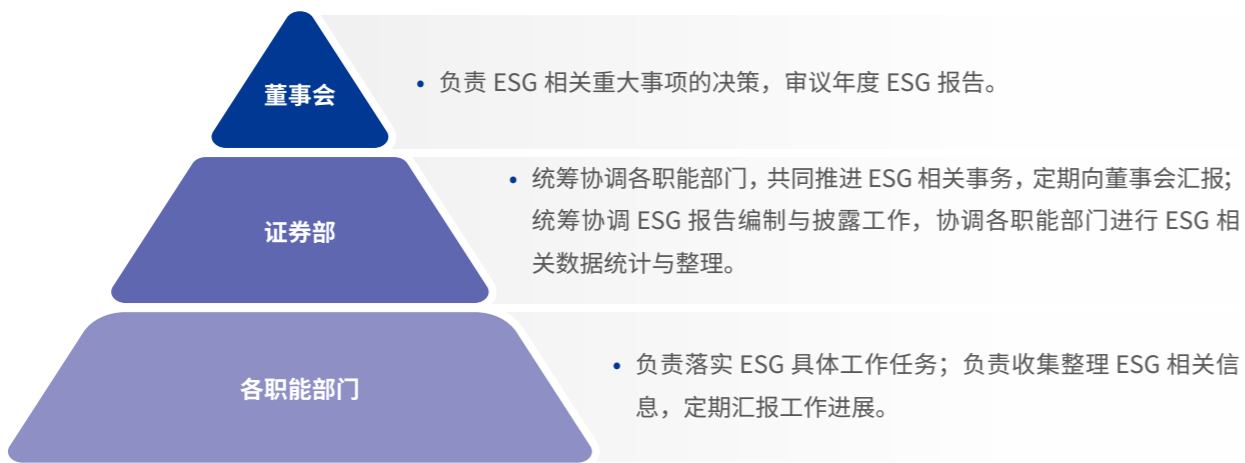 董事会
• 负责 ESG 相关重大事项的决策，审议年度 ESG 报告。
证券部
• 统筹协调各职能部门，共同推进 ESG 相关事务，定期向董事会汇报；
统筹协调 ESG 报告编制与披露工作，协调各职能部门进行 ESG 相
关数据统计与整理。
各职能部门
• 负责落实 ESG 具体工作任务；负责收集整理 ESG 相关信
息，定期汇报工作进展。